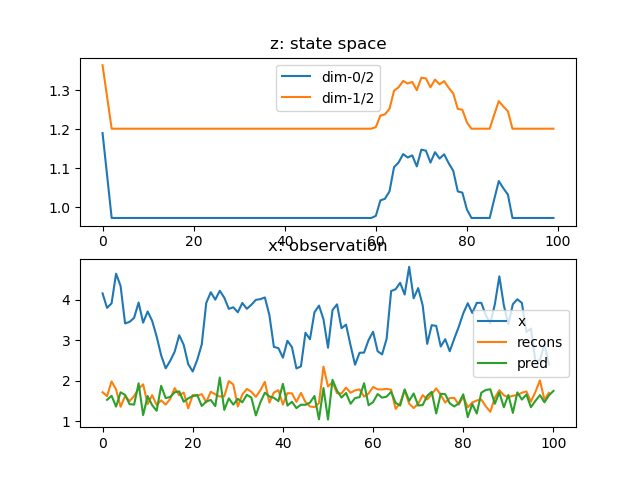 z: state space
dim-0/2
dim-1/2
1.3
1.2
1.1
1.0
0 20 40 60 80 100
x: observation
x
recons
pred
4
3
2
1
0 20 40 60 80 100